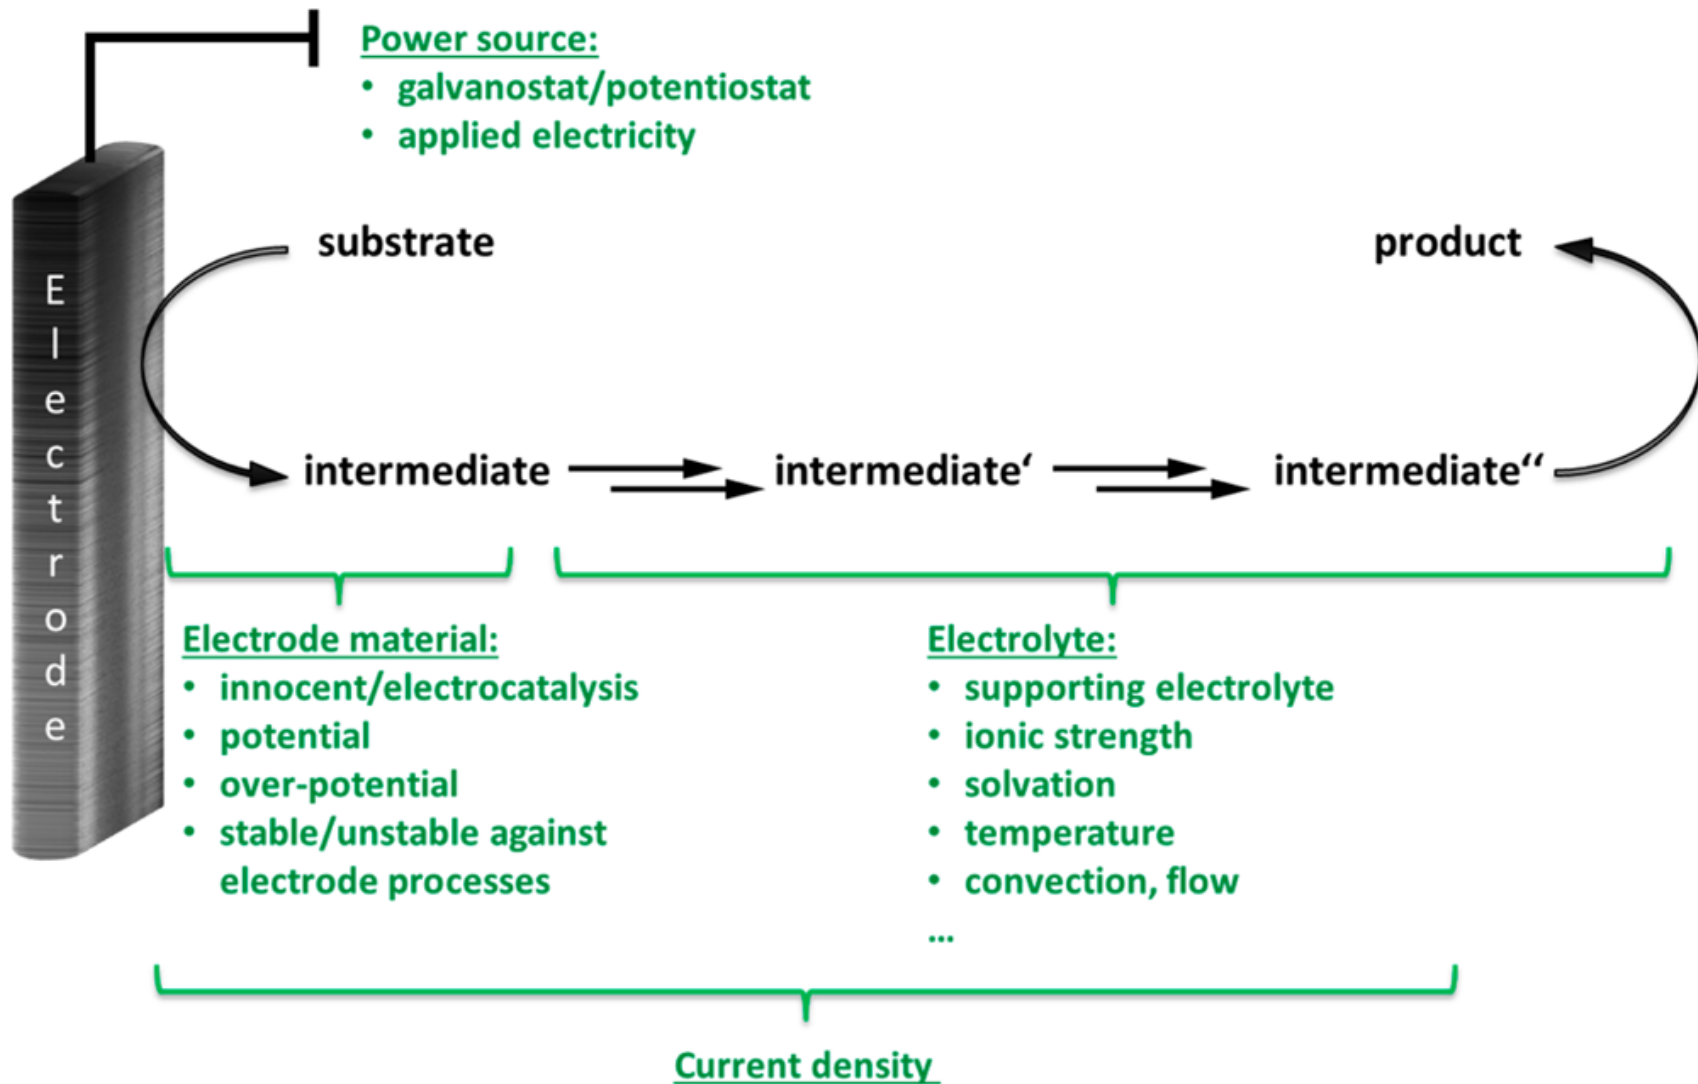 Power source:
• galvanostat/potentiostat
• applied electricity
Electrode
substrate
product
intermediate
intermediate‘
intermediate‘‘
Electrode material:
• innocent/electrocatalysis
• potential
• over-potential
• stable/unstable against
electrode processes
Electrolyte:
• supporting electrolyte
• ionic strength
• solvation
• temperature
• convection, flow
...
Current density